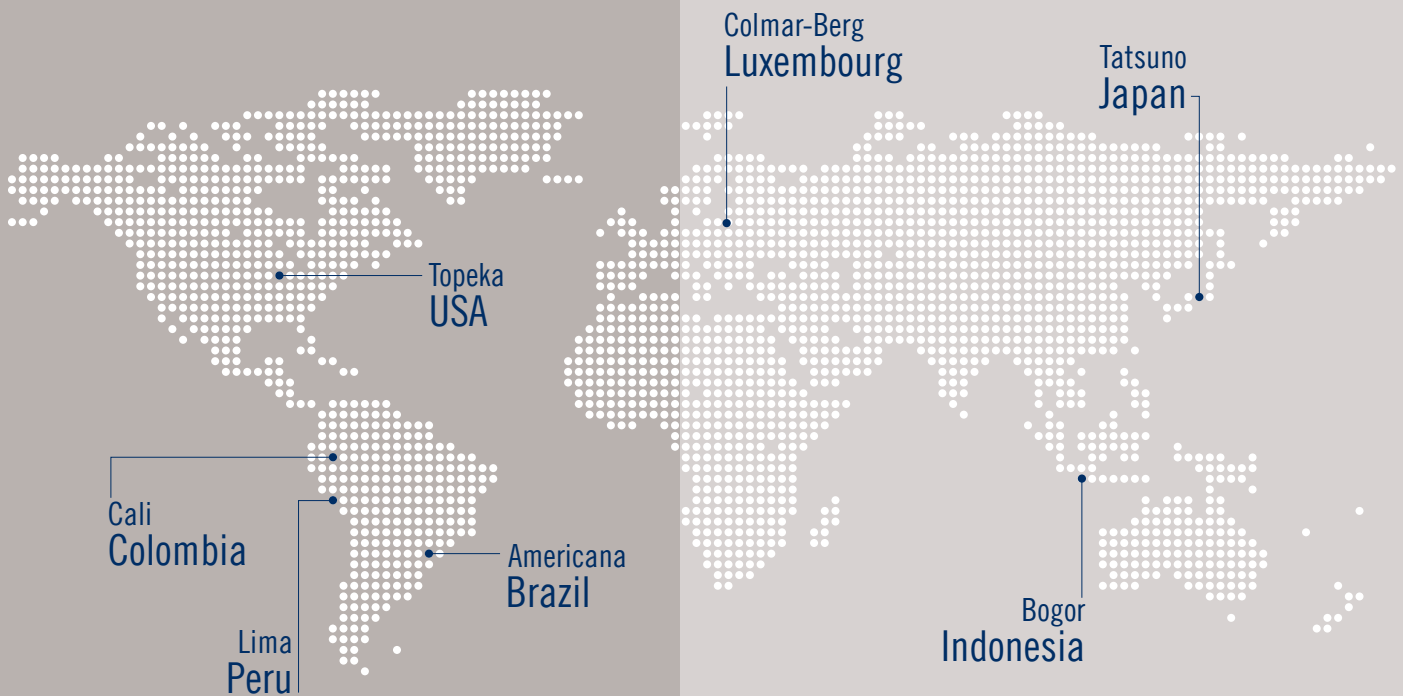 Colmar-Berg
Luxembourg
Tatsuno
Japan
Topeka
USA
Cali
Colombia
Americana
Brazil
Lima
Peru
Bogor
Indonesia